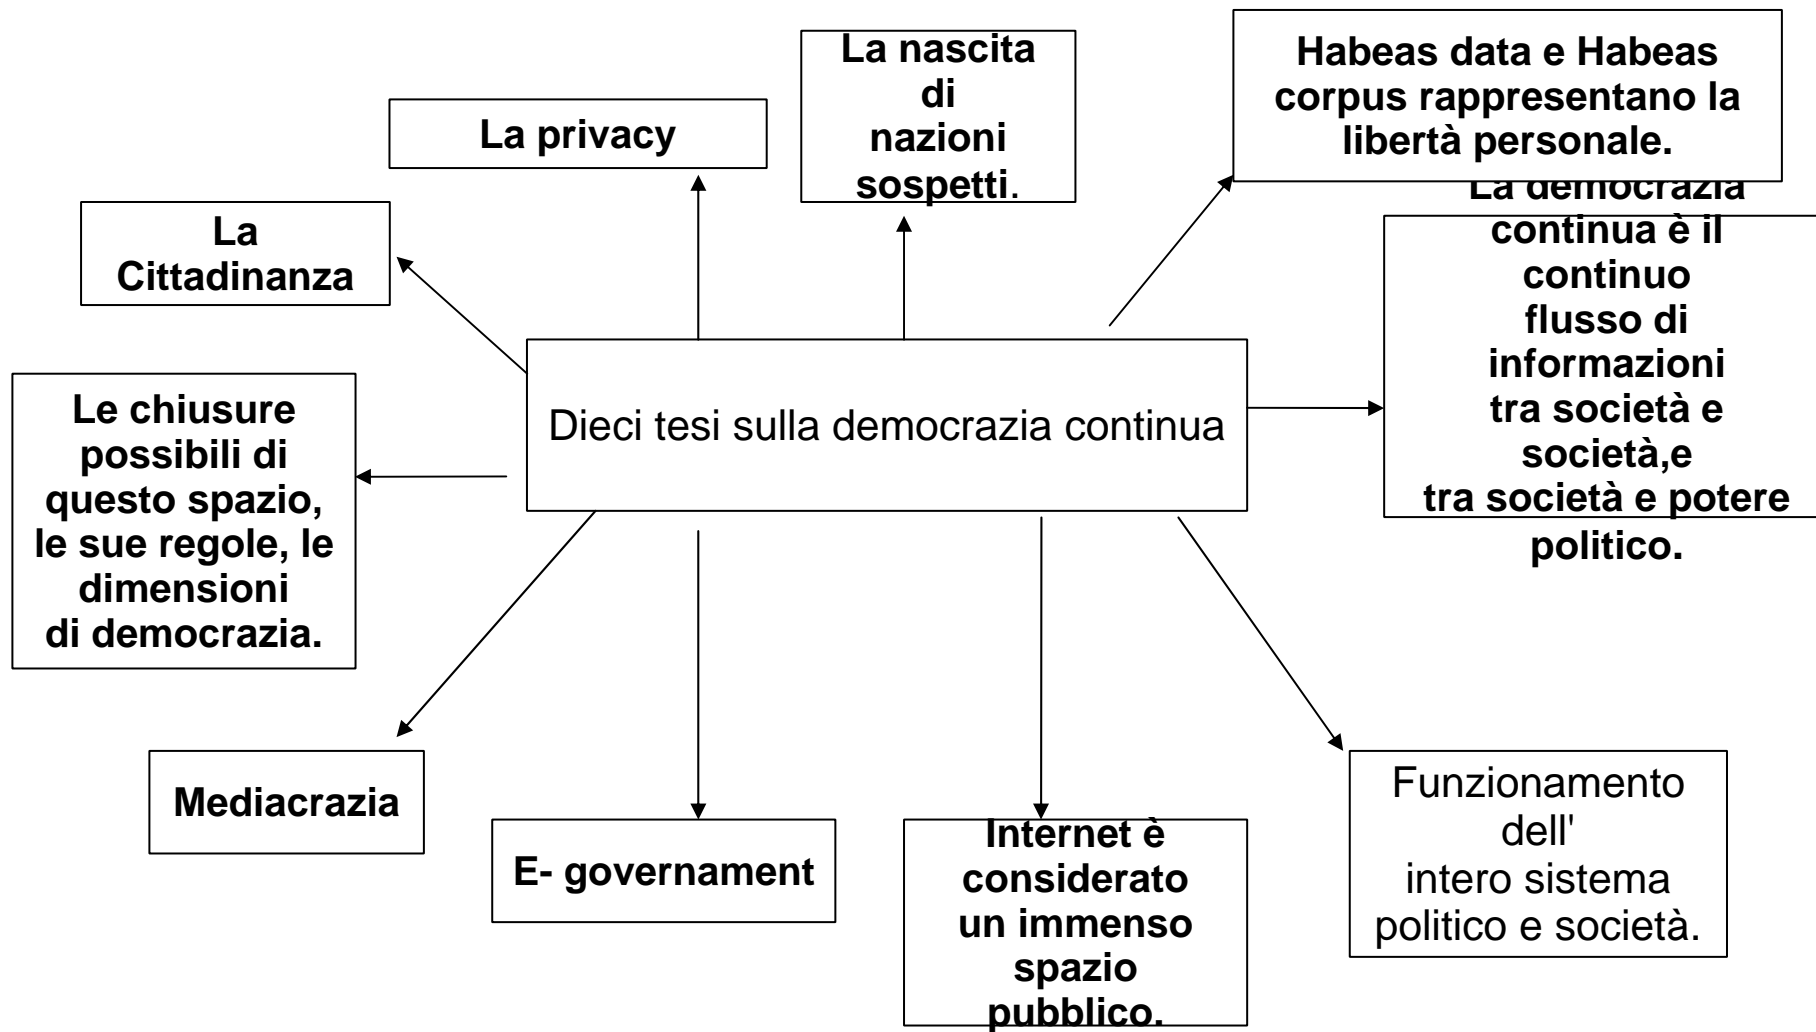 La nascita
di
nazioni
sospetti.
Habeas data e Habeas
corpus rappresentano la
libertà personale.
La privacy
La
Cittadinanza
La democrazia
continua è il
continuo
flusso di
informazioni
tra società e
società,e
tra società e potere
politico.
Dieci tesi sulla democrazia continua
Le chiusure
possibili di
questo spazio,
le sue regole, le
dimensioni
di democrazia.
Mediacrazia
E- governament
Internet è
considerato
un immenso
spazio
pubblico.
Funzionamento
dell'
intero sistema
politico e società.